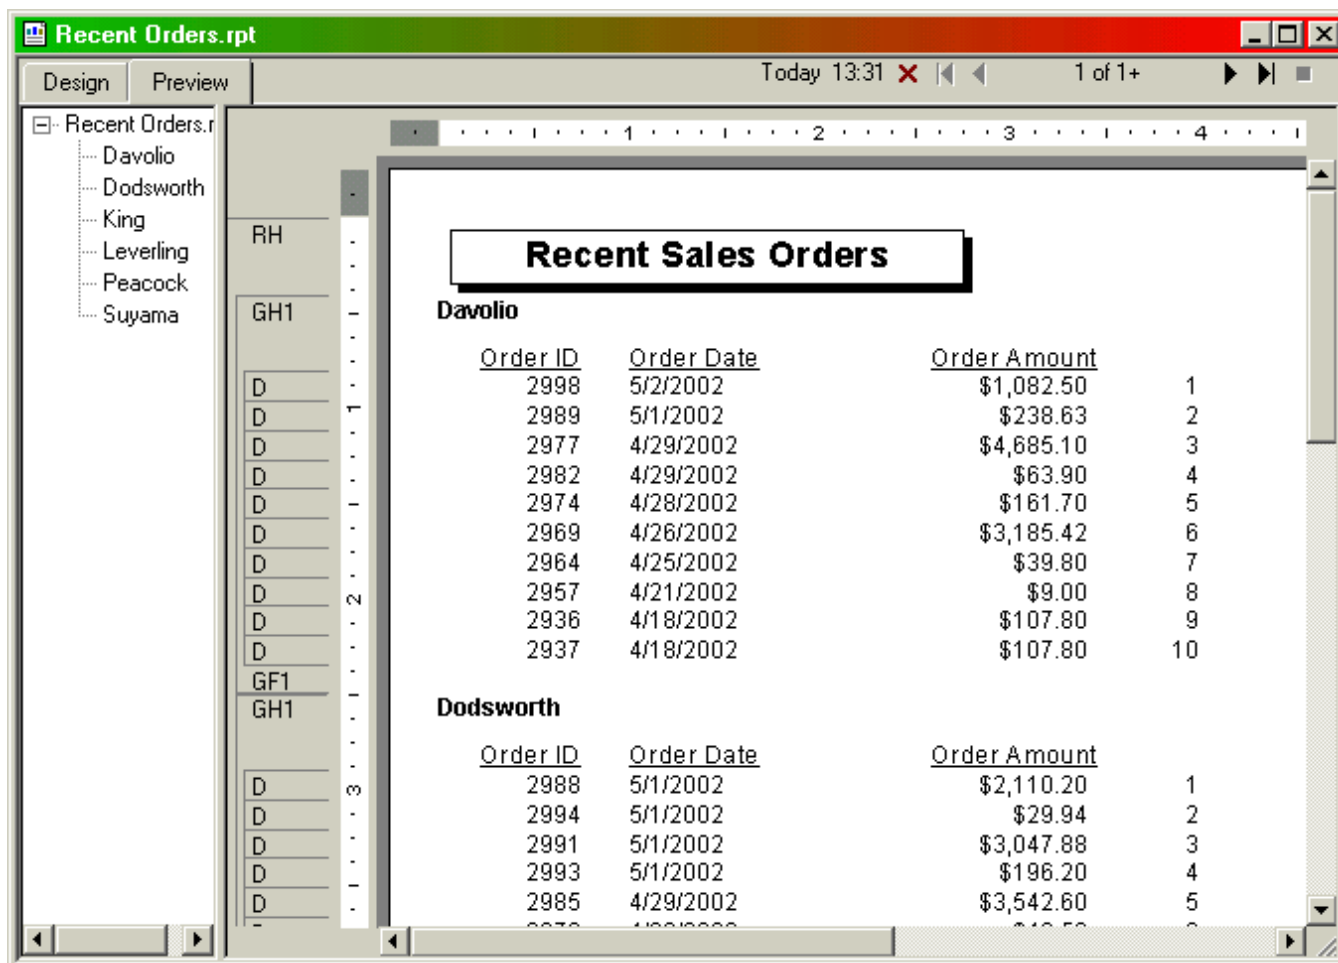 Recent Orders.rpt
Design Preview Today 13:31 1 of 1+
Recent Orders.r
Davolio
Dodsworth
King
Leverling
Peacock
Suyama
1 2 3 4
RH
GH1
D
D
D
D
D
D
D
D
D
D
GF1
GH1
D
D
D
D
D
1
2
3
Recent Sales Orders
Davolio
Order ID Order Date Order Amount
2998 5/2/2002 $1,082.50 1
2989 5/1/2002 $238.63 2
2977 4/29/2002 $4,685.10 3
2982 4/29/2002 $63.90 4
2974 4/28/2002 $161.70 5
2969 4/26/2002 $3,185.42 6
2964 4/25/2002 $39.80 7
2957 4/21/2002 $9.00 8
2936 4/18/2002 $107.80 9
2937 4/18/2002 $107.80 10
Dodsworth
Order ID Order Date Order Amount
2988 5/1/2002 $2,110.20 1
2994 5/1/2002 $29.94 2
2991 5/1/2002 $3,047.88 3
2993 5/1/2002 $196.20 4
2985 4/29/2002 $3,542.60 5